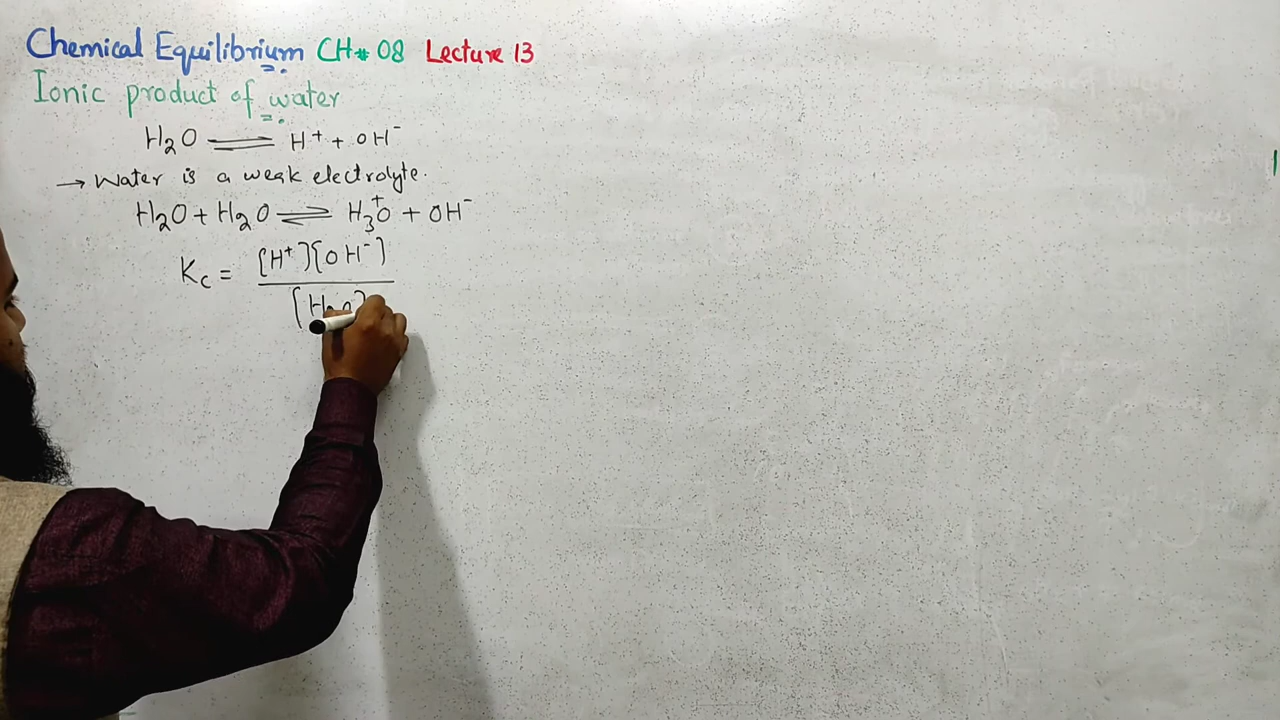 Chemical Equilibrium CH# 08 Lecture 13
Ionic product of water
H₂O ⇌ H⁺ + OH⁻
→ Water is a weak electrolyte.
H₂O + H₂O ⇌ H₃O⁺ + OH⁻
Kc = [H⁺][OH⁻]
[H₂O]